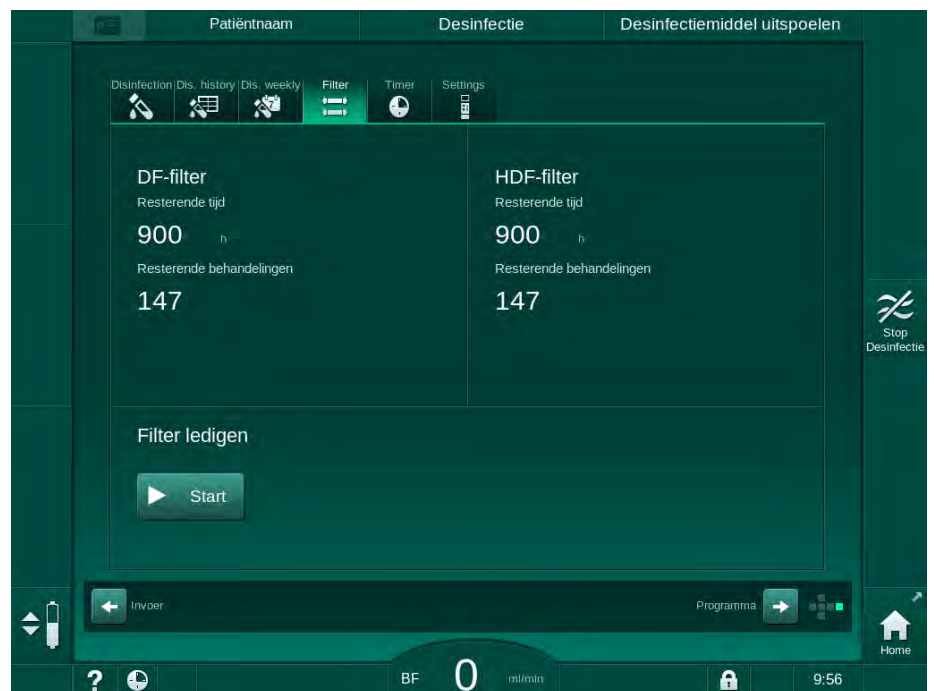 Patiëntnaam Desinfectie Desinfectiemiddel uitspoelen
Disinfection Dis. history Dis. weekly Filter Timer Settings
7
DF-filter
Resterende tijd
900 h
Resterende behandelingen
147
HDF-filter
Resterende tijd
900 h
Resterende behandelingen
147
Stop
Desinfectie
Filter ledigen
Start
Invoer
Programma
Home
? BF 0 ml/min 9:56